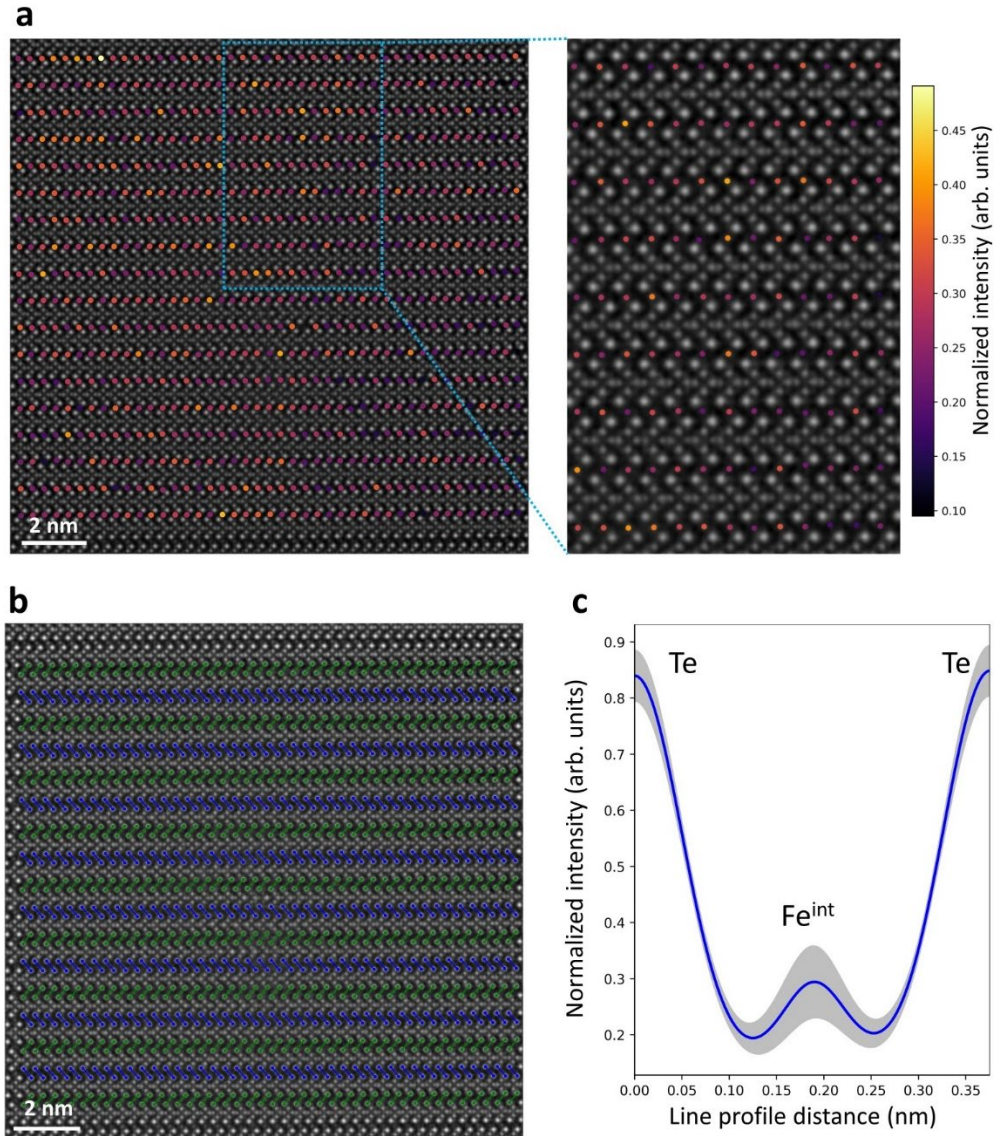 a
0.45
0.40
0.35
0.30
0.25
0.20
0.15
0.10
Normalized intensity (arb. units)
2 nm
b
2 nm
c
0.9
0.8
0.7
0.6
0.5
0.4
0.3
0.2
Normalized intensity (arb. units)
Te
Te
Fe^int
0.00 0.05 0.10 0.15 0.20 0.25 0.30 0.35
Line profile distance (nm)